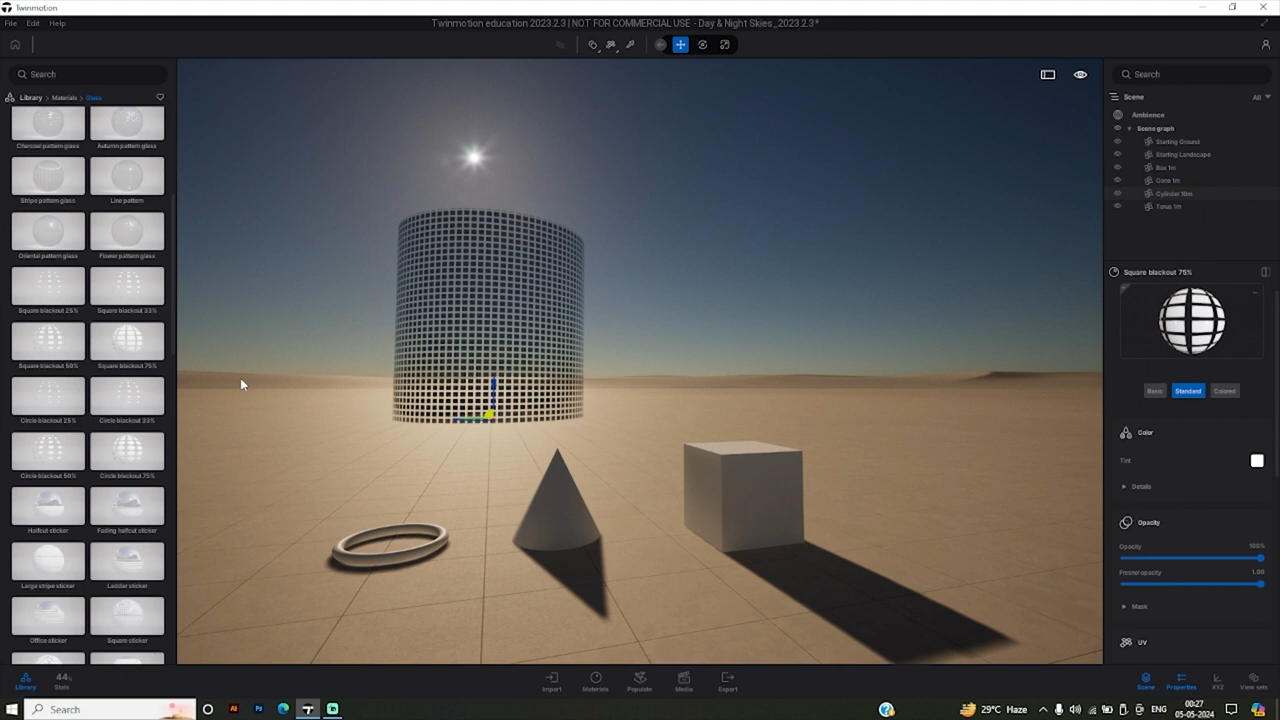 Twinmotion
File Edit Help
Twinmotion education 2023.2.3 | NOT FOR COMMERCIAL USE - Day & Night Skies_2023.2.3*
Search
Library > Materials > Glass
Charcoal pattern glass
Autumn pattern glass
Stripe pattern glass
Line pattern
Oriental pattern glass
Flower pattern glass
Square blackout 25%
Square blackout 33%
Square blackout 50%
Square blackout 75%
Circle blackout 25%
Circle blackout 33%
Circle blackout 50%
Circle blackout 75%
Halfcut sticker
Fading halfcut sticker
Large stripe sticker
Ladder sticker
Office sticker
Square sticker
Search
Scene
All
Ambience
Scene graph
Starting Ground
Starting Landscape
Box 1m
Cone 1m
Cylinder 10m
Torus 1m
Square blackout 75%
Basic Standard Colored
Color
Tint
Details
Opacity
Opacity 100%
Fresnel opacity 1.00
Mask
UV
Library
44%
Stats
Import
Materials
Populate
Media
Export
Scene
Properties
XYZ
View sets
Search
29°C Haze
ENG
00:27
05-05-2024